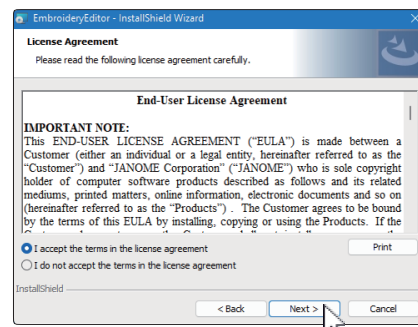 EmbroideryEditor - InstallShield Wizard
License Agreement
Please read the following license agreement carefully.
End-User License Agreement
IMPORTANT NOTE:
This END-USER LICENSE AGREEMENT (“EULA”) is made between a
Customer (either an individual or a legal entity, hereinafter referred to as the
“Customer”) and “JANOME Corporation” (“JANOME”) who is sole copyright
holder of computer software products described as follows and its related
mediums, printed matters, online information, electronic documents and so on
(hereinafter referred to as the “Products”) . The Customer agrees to be bound
by the terms of this EULA by installing, copying or using the Products. If the
I accept the terms in the license agreement
Print
I do not accept the terms in the license agreement
InstallShield
< Back
Next >
Cancel